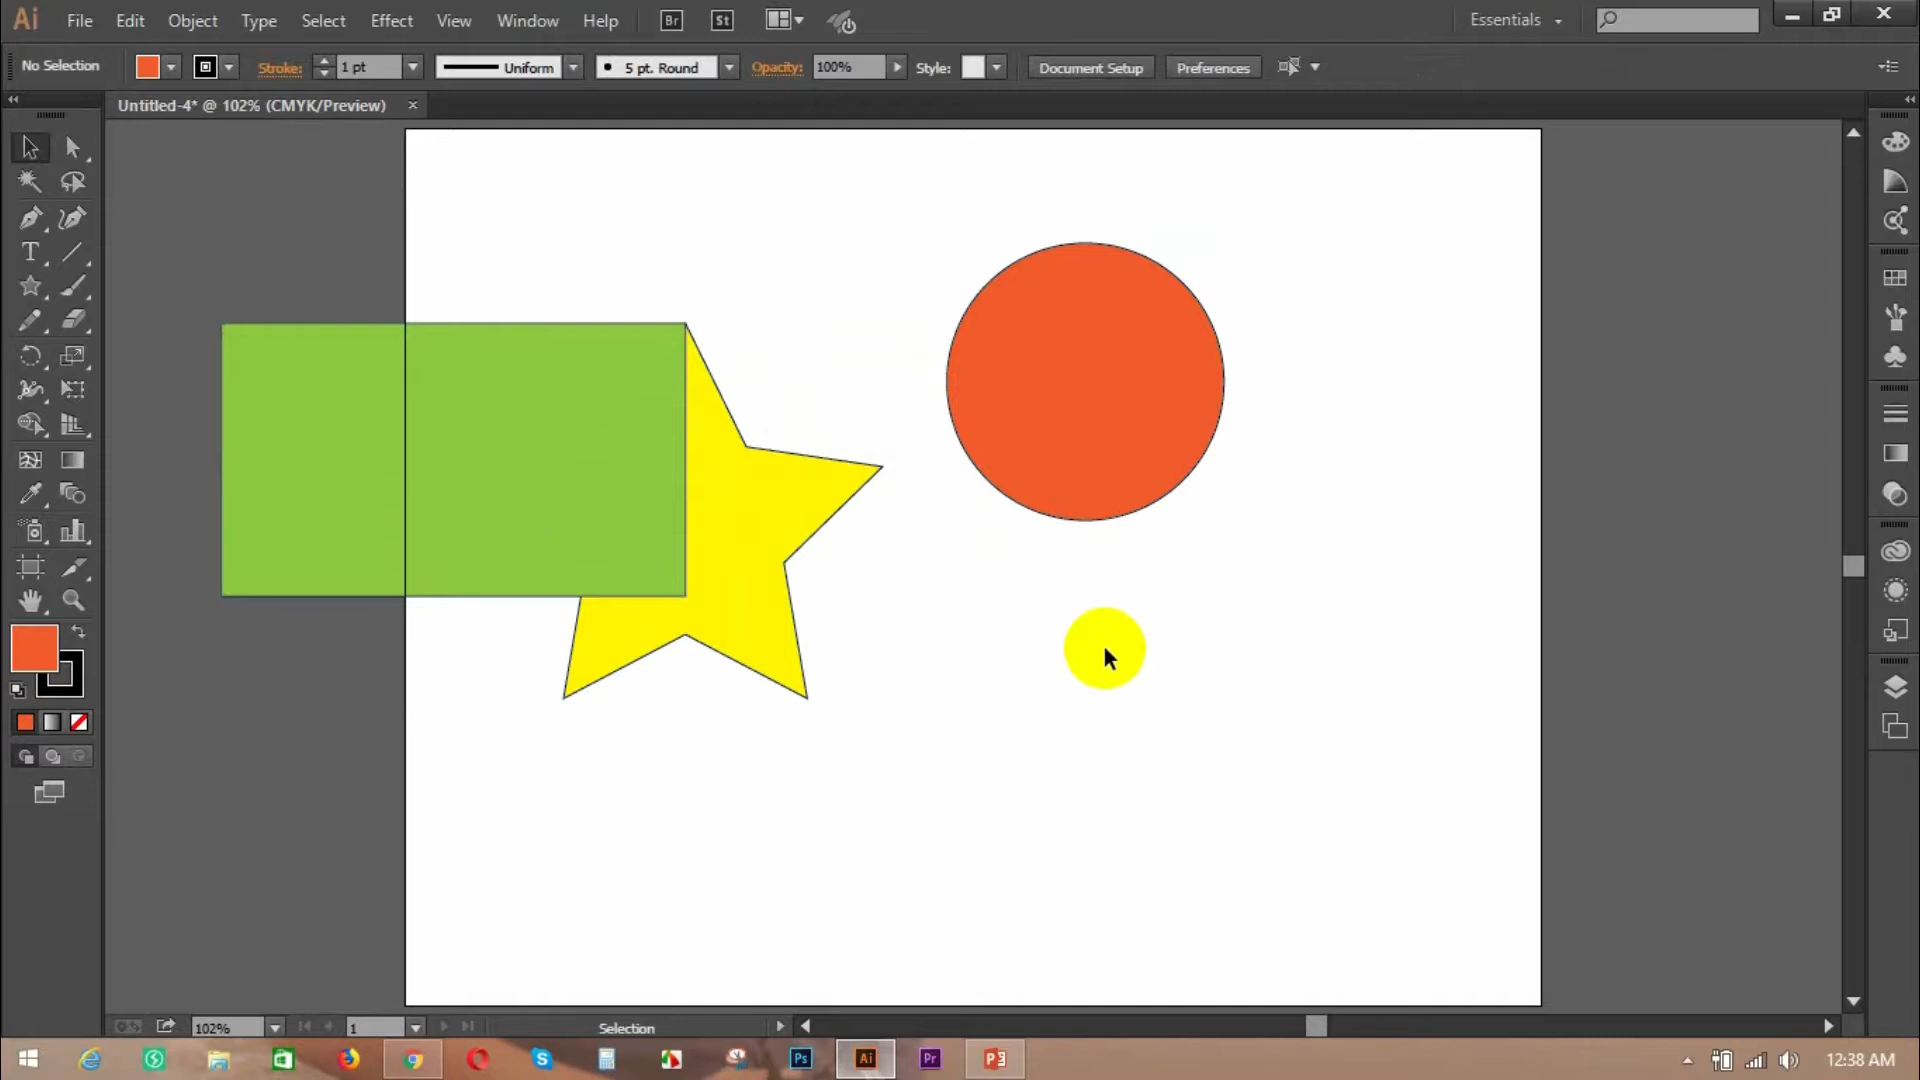 Ai File Edit Object Type Select Effect View Window Help Br St Essentials
No Selection Stroke: 1 pt Uniform 5 pt. Round Opacity: 100% Style: Document Setup Preferences
Untitled-4* @ 102% (CMYK/Preview) ×
T
102% 1 Selection
Ps Ai Pr P3 12:38 AM